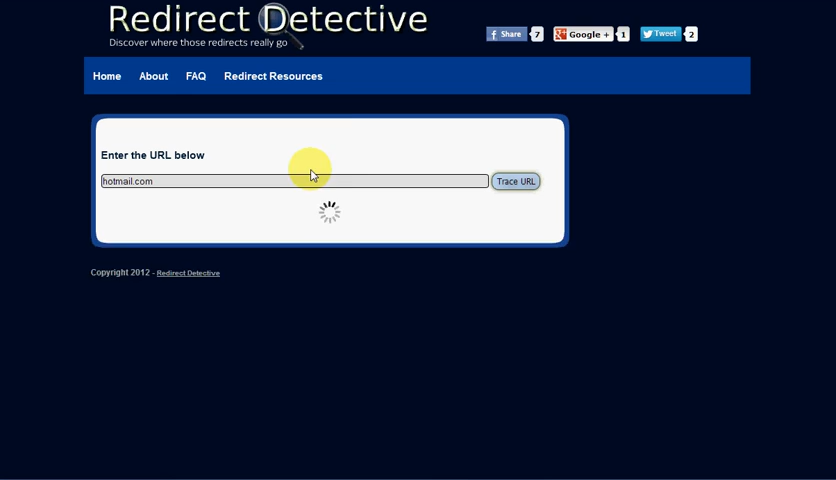 Redirect Detective
Discover where those redirects really go
Share 7
Google + 1
Tweet 2
Home About FAQ Redirect Resources
Enter the URL below
hotmail.com Trace URL
Copyright 2012 - Redirect Detective